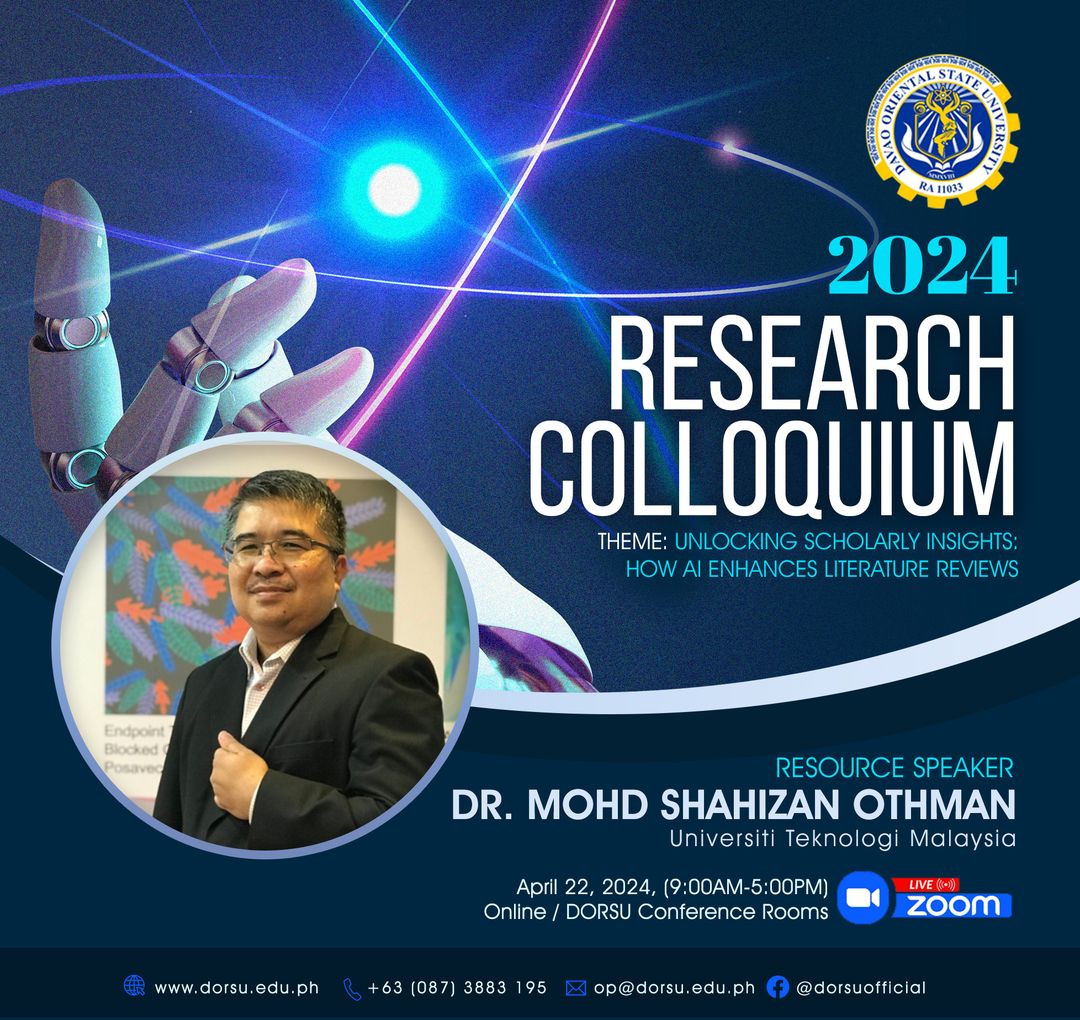 DAVAO ORIENTAL STATE UNIVERSITY
MMXVIII
RA 11033
2024
RESEARCH
COLLOQUIUM
THEME: UNLOCKING SCHOLARLY INSIGHTS:
HOW AI ENHANCES LITERATURE REVIEWS
Endpoint
Blocked
Posavec
RESOURCE SPEAKER
DR. MOHD SHAHIZAN OTHMAN
Universiti Teknologi Malaysia
April 22, 2024, (9:00AM-5:00PM)
Online / DORSU Conference Rooms
LIVE
zoom
www.dorsu.edu.ph
+63 (087) 3883 195
op@dorsu.edu.ph
@dorsuofficial